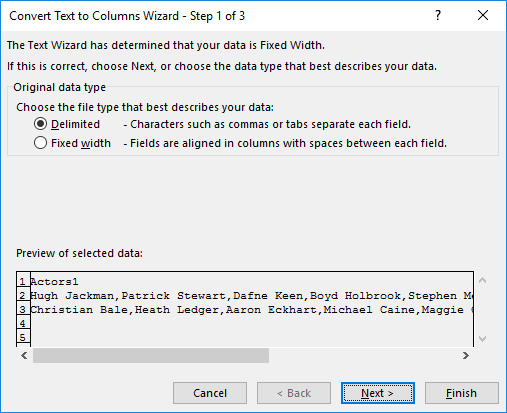 Convert Text to Columns Wizard - Step 1 of 3
The Text Wizard has determined that your data is Fixed Width.
If this is correct, choose Next, or choose the data type that best describes your data.
Original data type
Choose the file type that best describes your data:
Delimited - Characters such as commas or tabs separate each field.
Fixed width - Fields are aligned in columns with spaces between each field.
Preview of selected data:
1 Actors1
2 Hugh Jackman,Patrick Stewart,Dafne Keen,Boyd Holbrook,Stephen
3 Christian Bale,Heath Ledger,Aaron Eckhart,Michael Caine,Maggie
4
5
Cancel < Back Next > Finish